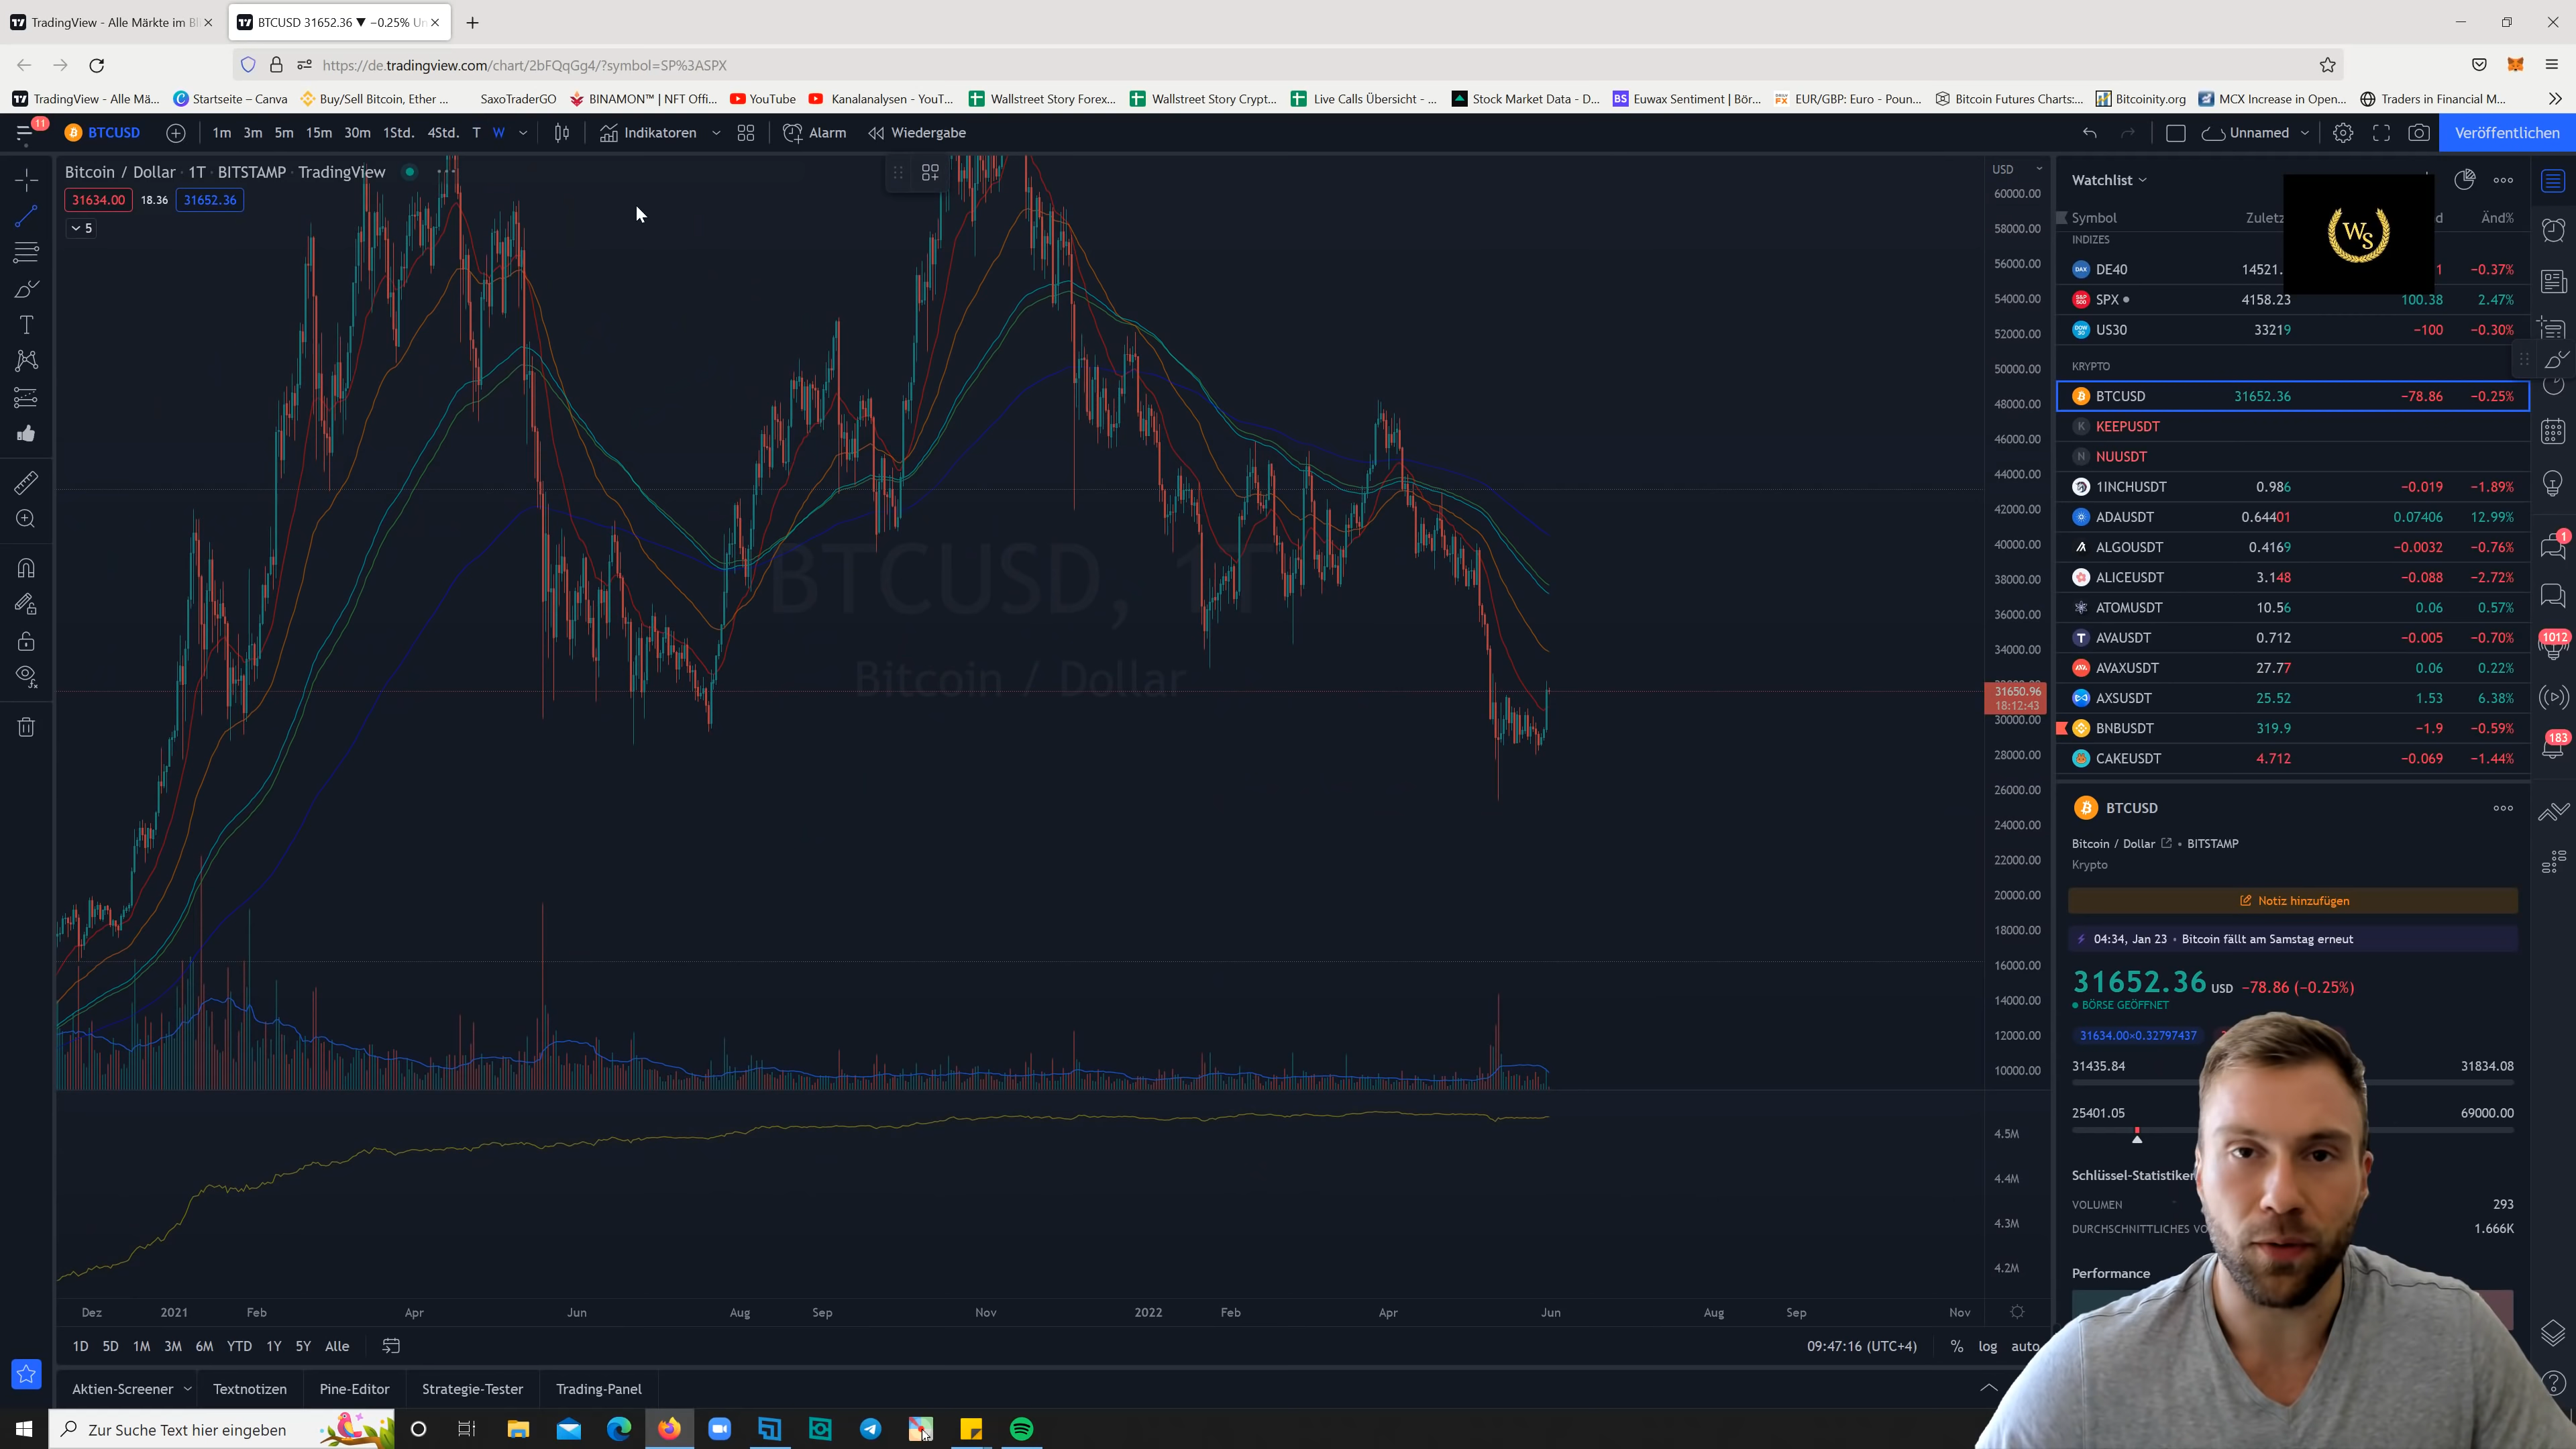 TradingView - Alle Märkte im Bl
BTCUSD 31652.36 ▼ −0.25% Un
https://de.tradingview.com/chart/2bFQqGg4/?symbol=SP%3ASPX
TradingView - Alle Mä...
Startseite – Canva
Buy/Sell Bitcoin, Ether ...
SaxoTraderGO
BINAMON™ | NFT Offi...
YouTube
Kanalanalysen - YouT...
Wallstreet Story Forex...
Wallstreet Story Crypt...
Live Calls Übersicht - ...
Stock Market Data - D...
BS Euwax Sentiment | Bör...
EUR/GBP: Euro - Poun...
Bitcoin Futures Charts:...
Bitcoinity.org
MCX Increase in Open...
Traders in Financial M...
11
BTCUSD
1m 3m 5m 15m 30m 1Std. 4Std. T W
Indikatoren
Alarm
Wiedergabe
Unnamed
Veröffentlichen
Bitcoin / Dollar · 1T · BITSTAMP · TradingView
31634.00 18.36 31652.36
5
BTCUSD, 1T
Bitcoin / Dollar
USD
60000.00
58000.00
56000.00
54000.00
52000.00
50000.00
48000.00
46000.00
44000.00
42000.00
40000.00
38000.00
36000.00
34000.00
31650.96
18:12:43
30000.00
28000.00
26000.00
24000.00
22000.00
20000.00
18000.00
16000.00
14000.00
12000.00
10000.00
4.5M
4.4M
4.3M
4.2M
Dez 2021 Feb Apr Jun Aug Sep Nov 2022 Feb Apr Jun Aug Sep Nov
1D 5D 1M 3M 6M YTD 1Y 5Y Alle
09:47:16 (UTC+4)
% log auto
Aktien-Screener
Textnotizen
Pine-Editor
Strategie-Tester
Trading-Panel
Watchlist
WS
Symbol Zuletz d Änd%
INDIZES
DE40 14521. 1 −0.37%
SPX 4158.23 100.38 2.47%
US30 33219 −100 −0.30%
KRYPTO
BTCUSD 31652.36 −78.86 −0.25%
KEEPUSDT
NUUSDT
1INCHUSDT 0.986 −0.019 −1.89%
ADAUSDT 0.64401 0.07406 12.99%
ALGOUSDT 0.4169 −0.0032 −0.76%
ALICEUSDT 3.148 −0.088 −2.72%
ATOMUSDT 10.56 0.06 0.57%
AVAUSDT 0.712 −0.005 −0.70%
AVAXUSDT 27.77 0.06 0.22%
AXSUSDT 25.52 1.53 6.38%
BNBUSDT 319.9 −1.9 −0.59%
CAKEUSDT 4.712 −0.069 −1.44%
1
1012
183
BTCUSD
Bitcoin / Dollar • BITSTAMP
Krypto
Notiz hinzufügen
04:34, Jan 23 • Bitcoin fällt am Samstag erneut
31652.36 USD −78.86 (−0.25%)
BÖRSE GEÖFFNET
31634.00×0.32797437
31435.84 31834.08
25401.05 69000.00
Schlüssel-Statistiken
VOLUMEN 293
DURCHSCHNITTLICHES VO 1.666K
Performance
Zur Suche Text hier eingeben